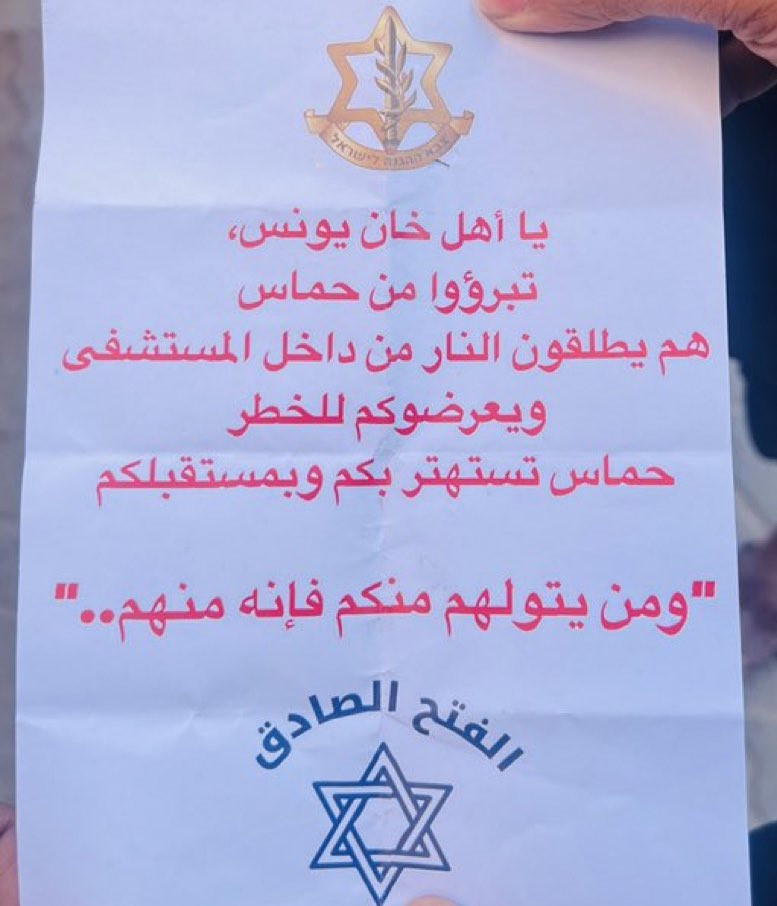 צבא ההגנה לישראל
يا أهل خان يونس،
تبرؤوا من حماس
هم يطلقون النار من داخل المستشفى
ويعرضوكم للخطر
حماس تستهتر بكم وبمستقبلكم
"ومن يتولهم منكم فإنه منهم.."
الفتح الصادق